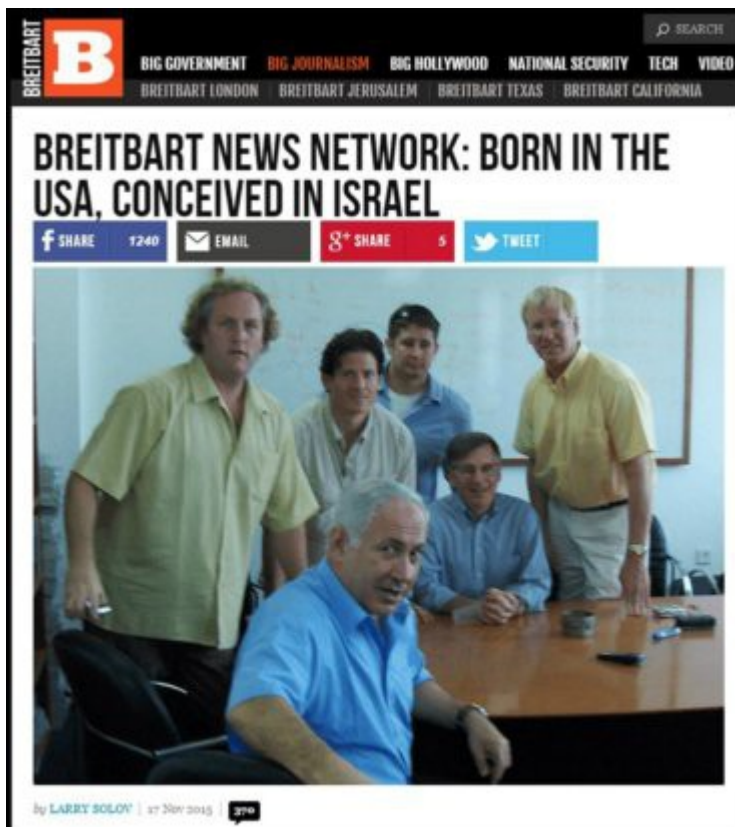 BREITBART
B
SEARCH
BIG GOVERNMENT BIG JOURNALISM BIG HOLLYWOOD NATIONAL SECURITY TECH VIDEO
BREITBART LONDON BREITBART JERUSALEM BREITBART TEXAS BREITBART CALIFORNIA
BREITBART NEWS NETWORK: BORN IN THE
USA, CONCEIVED IN ISRAEL
f SHARE 1240 EMAIL g+ SHARE 5 TWEET
by LARRY SOLOV | 17 Nov 2015 | 370